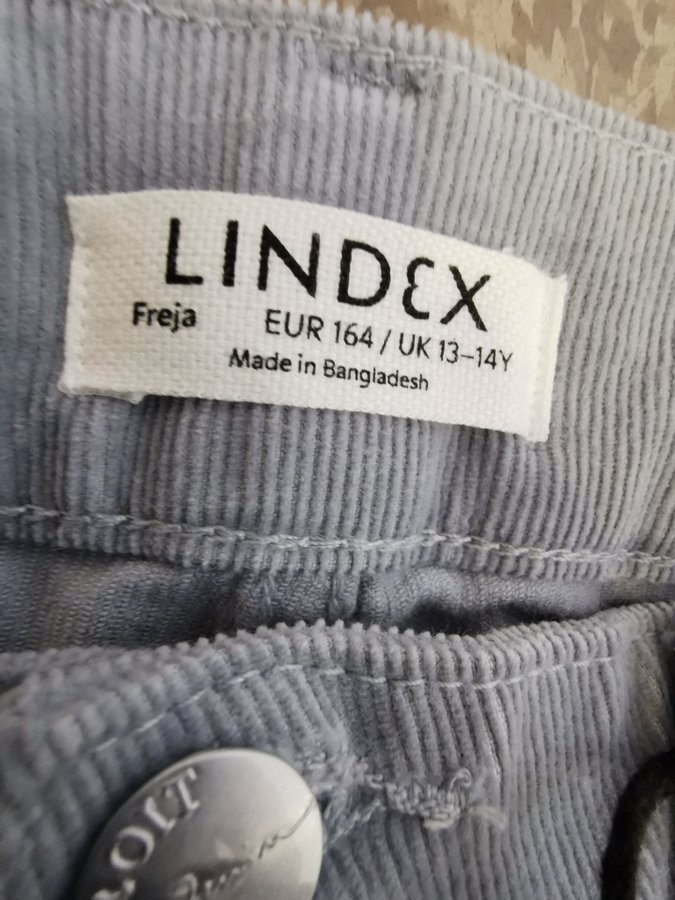 LINDEX
Freja
EUR 164 / UK 13–14Y
Made in Bangladesh